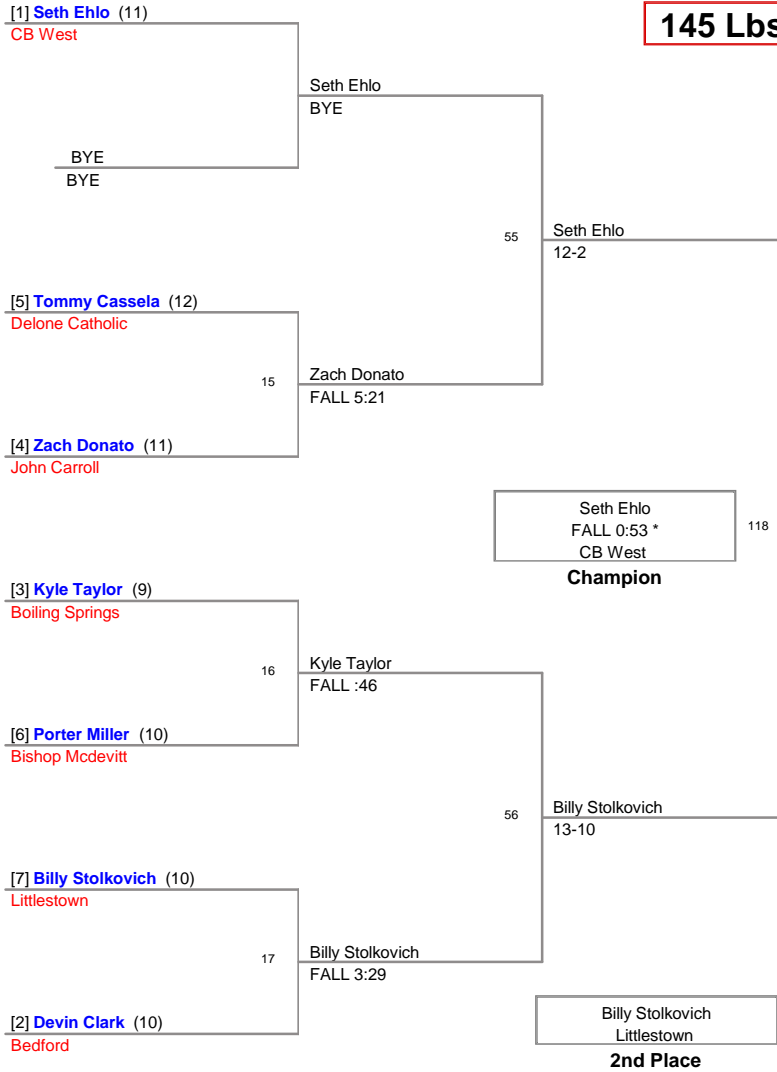 [1] Seth Ehlo (11)
CB West
145 Lbs
Seth Ehlo
BYE
BYE
BYE
55
Seth Ehlo
12-2
[5] Tommy Cassela (12)
Delone Catholic
15
Zach Donato
FALL 5:21
[4] Zach Donato (11)
John Carroll
Seth Ehlo
FALL 0:53 *
CB West
118
Champion
[3] Kyle Taylor (9)
Boiling Springs
16
Kyle Taylor
FALL :46
[6] Porter Miller (10)
Bishop Mcdevitt
56
Billy Stolkovich
13-10
[7] Billy Stolkovich (10)
Littlestown
17
Billy Stolkovich
FALL 3:29
[2] Devin Clark (10)
Bedford
Billy Stolkovich
Littlestown
2nd Place